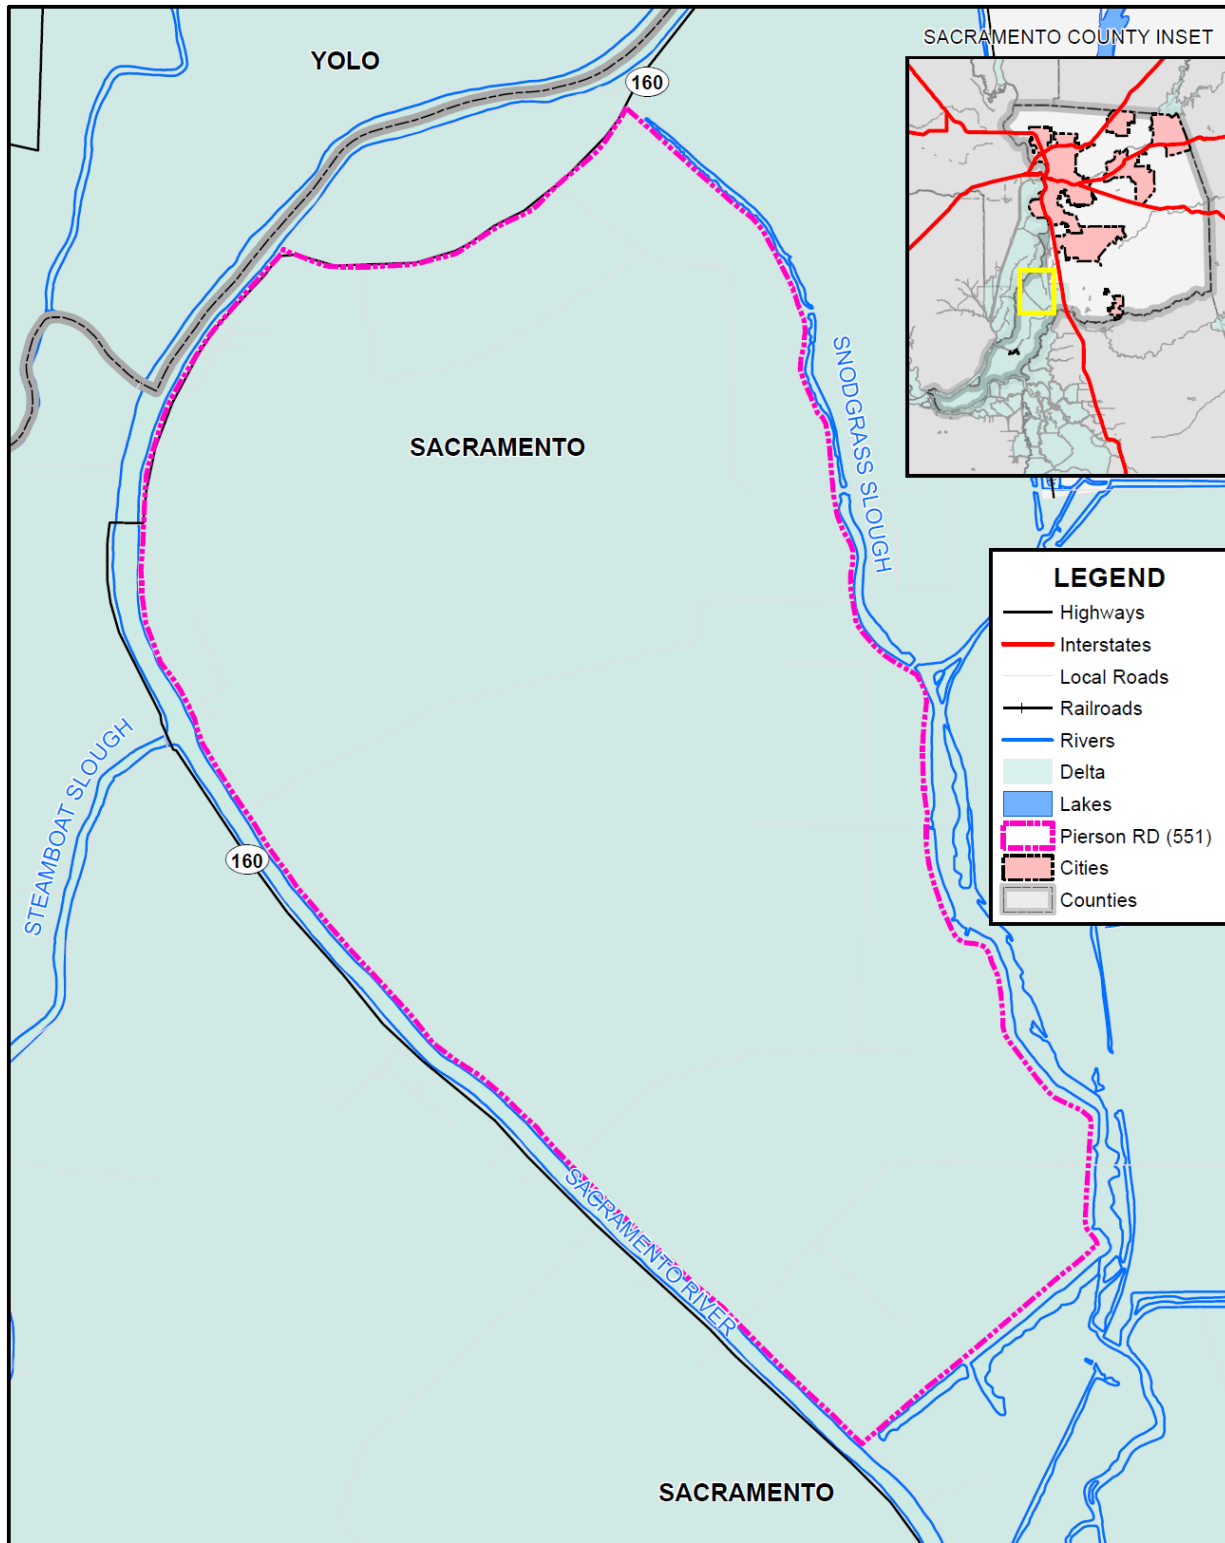 YOLO
160
SACRAMENTO COUNTY INSET
SACRAMENTO
SNODGRASS SLOUGH
LEGEND
Highways
Interstates
Local Roads
Railroads
Rivers
Delta
Lakes
Pierson RD (551)
Cities
Counties
STEAMBOAT SLOUGH
160
SACRAMENTO RIVER
SACRAMENTO